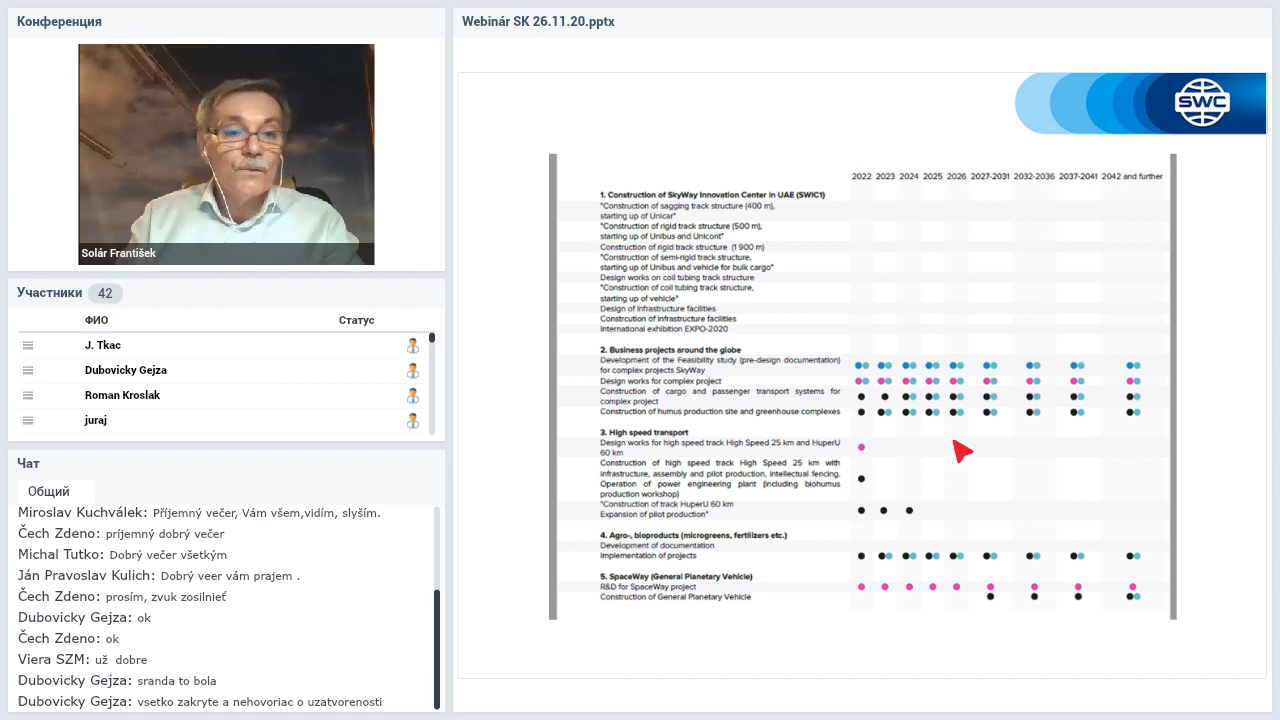 Конференция
Solár František
Участники 42
ФИО Статус
J. Tkac
Dubovicky Gejza
Roman Kroslak
juraj
Чат
Общий
Miroslav Kuchválek: Příjemný večer, Vám všem,vidím, slyším.
Čech Zdeno: príjemný dobrý večer
Michal Tutko: Dobrý večer všetkým
Ján Pravoslav Kulich: Dobrý veer vám prajem .
Čech Zdeno: prosím, zvuk zosilnieť
Dubovicky Gejza: ok
Čech Zdeno: ok
Viera SZM: už dobre
Dubovicky Gejza: sranda to bola
Dubovicky Gejza: vsetko zakryte a nehovoriac o uzatvorenosti
Webinár SK 26.11.20.pptx
SWC
2022 2023 2024 2025 2026 2027-2031 2032-2036 2037-2041 2042 and further
1. Construction of SkyWay Innovation Center in UAE (SWIC1)
"Construction of sagging track structure (400 m),
starting up of Unicar"
"Construction of rigid track structure (500 m),
starting up of Unibus and Unicont"
Construction of rigid track structure (1 900 m)
"Construction of semi-rigid track structure,
starting up of Unibus and vehicle for bulk cargo"
Design works on coil tubing track structure
"Construction of coil tubing track structure,
starting up of vehicle"
Design of infrastructure facilities
Constrcution of infrastructure facilities
International exhibition EXPO-2020
2. Business projects around the globe
Development of the Feasibility study (pre-design documentation)
for complex projects SkyWay
Design works for complex project
Construction of cargo and passenger transport systems for
complex project
Construction of humus production site and greenhouse complexes
3. High speed transport
Design works for high speed track High Speed 25 km and HuperU
60 km
Construction of high speed track High Speed 25 km with
infrastructure, assembly and pilot production, intellectual fencing.
Operation of power engineering plant (including biohumus
production workshop)
"Construction of track HuperU 60 km
Expansion of pilot production"
4. Agro-, bioproducts (microgreens, fertilizers etc.)
Development of documentation
Implementation of projects
5. SpaceWay (General Planetary Vehicle)
R&D for SpaceWay project
Construction of General Planetary Vehicle